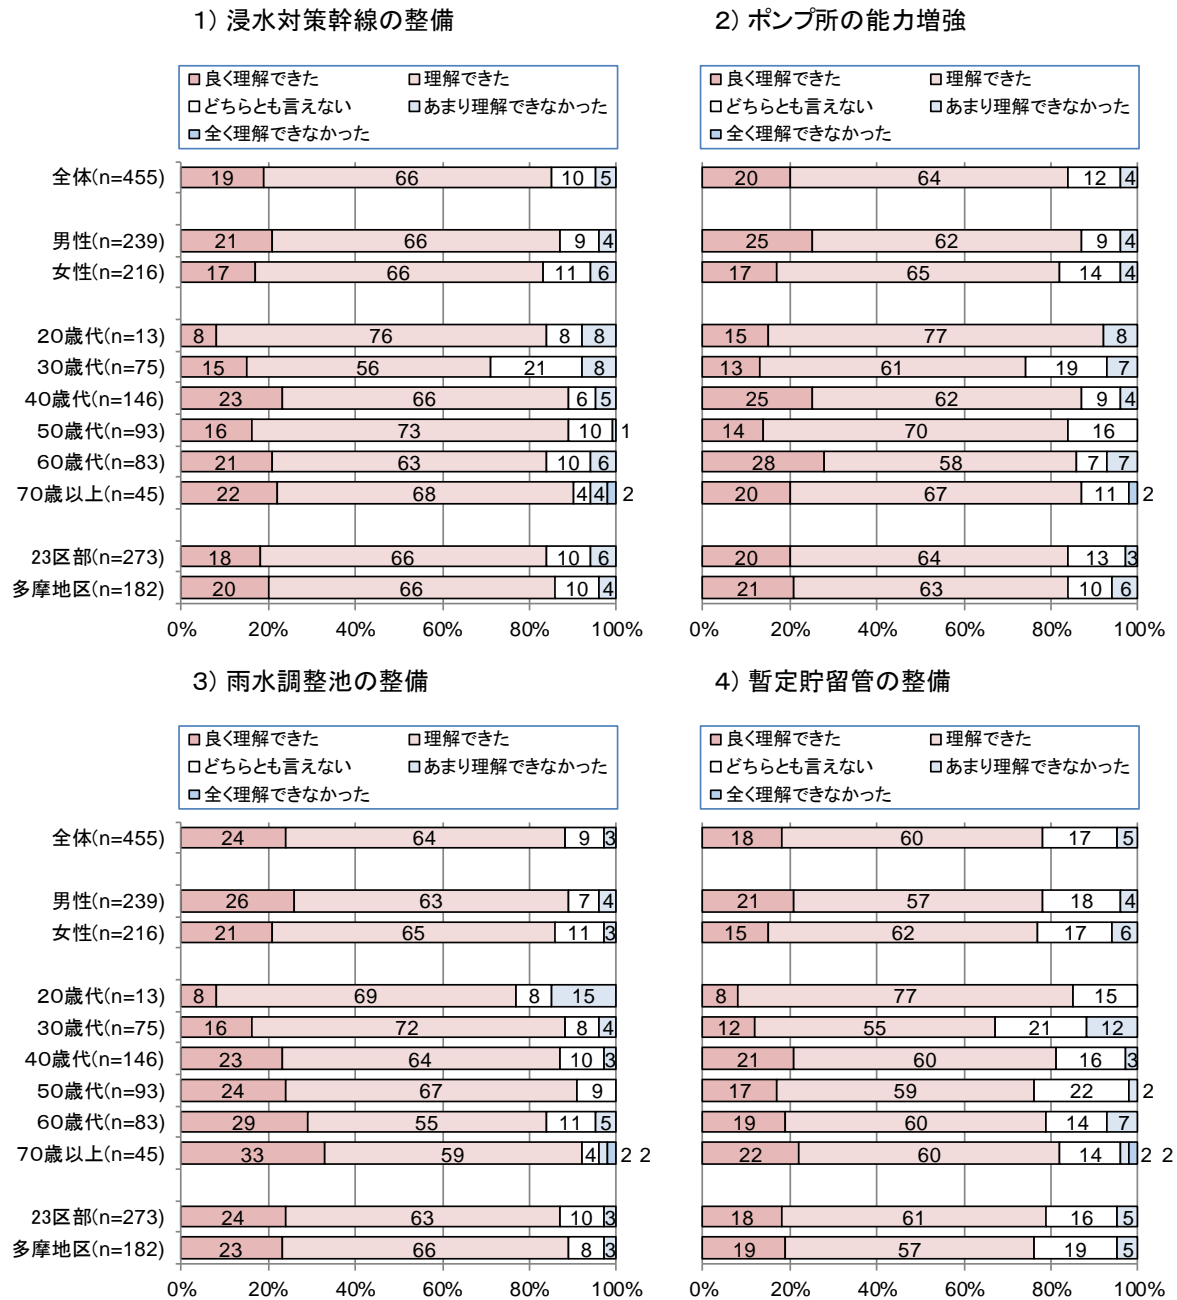 1）浸水対策幹線の整備
良く理解できた 理解できた
どちらとも言えない あまり理解できなかった
全く理解できなかった
全体(n=455) 19 66 10 5
男性(n=239) 21 66 9 4
女性(n=216) 17 66 11 6
20歳代(n=13) 8 76 8 8
30歳代(n=75) 15 56 21 8
40歳代(n=146) 23 66 6 5
50歳代(n=93) 16 73 10 1
60歳代(n=83) 21 63 10 6
70歳以上(n=45) 22 68 4 4 2
23区部(n=273) 18 66 10 6
多摩地区(n=182) 20 66 10 4
0% 20% 40% 60% 80% 100%
2）ポンプ所の能力増強
良く理解できた 理解できた
どちらとも言えない あまり理解できなかった
全く理解できなかった
20 64 12 4
25 62 9 4
17 65 14 4
15 77 8
13 61 19 7
25 62 9 4
14 70 16
28 58 7 7
20 67 11 2
20 64 13 3
21 63 10 6
0% 20% 40% 60% 80% 100%
3）雨水調整池の整備
良く理解できた 理解できた
どちらとも言えない あまり理解できなかった
全く理解できなかった
全体(n=455) 24 64 9 3
男性(n=239) 26 63 7 4
女性(n=216) 21 65 11 3
20歳代(n=13) 8 69 8 15
30歳代(n=75) 16 72 8 4
40歳代(n=146) 23 64 10 3
50歳代(n=93) 24 67 9
60歳代(n=83) 29 55 11 5
70歳以上(n=45) 33 59 4 2 2
23区部(n=273) 24 63 10 3
多摩地区(n=182) 23 66 8 3
0% 20% 40% 60% 80% 100%
4）暫定貯留管の整備
良く理解できた 理解できた
どちらとも言えない あまり理解できなかった
全く理解できなかった
18 60 17 5
21 57 18 4
15 62 17 6
8 77 15
12 55 21 12
21 60 16 3
17 59 22 2
19 60 14 7
22 60 14 2 2
18 61 16 5
19 57 19 5
0% 20% 40% 60% 80% 100%